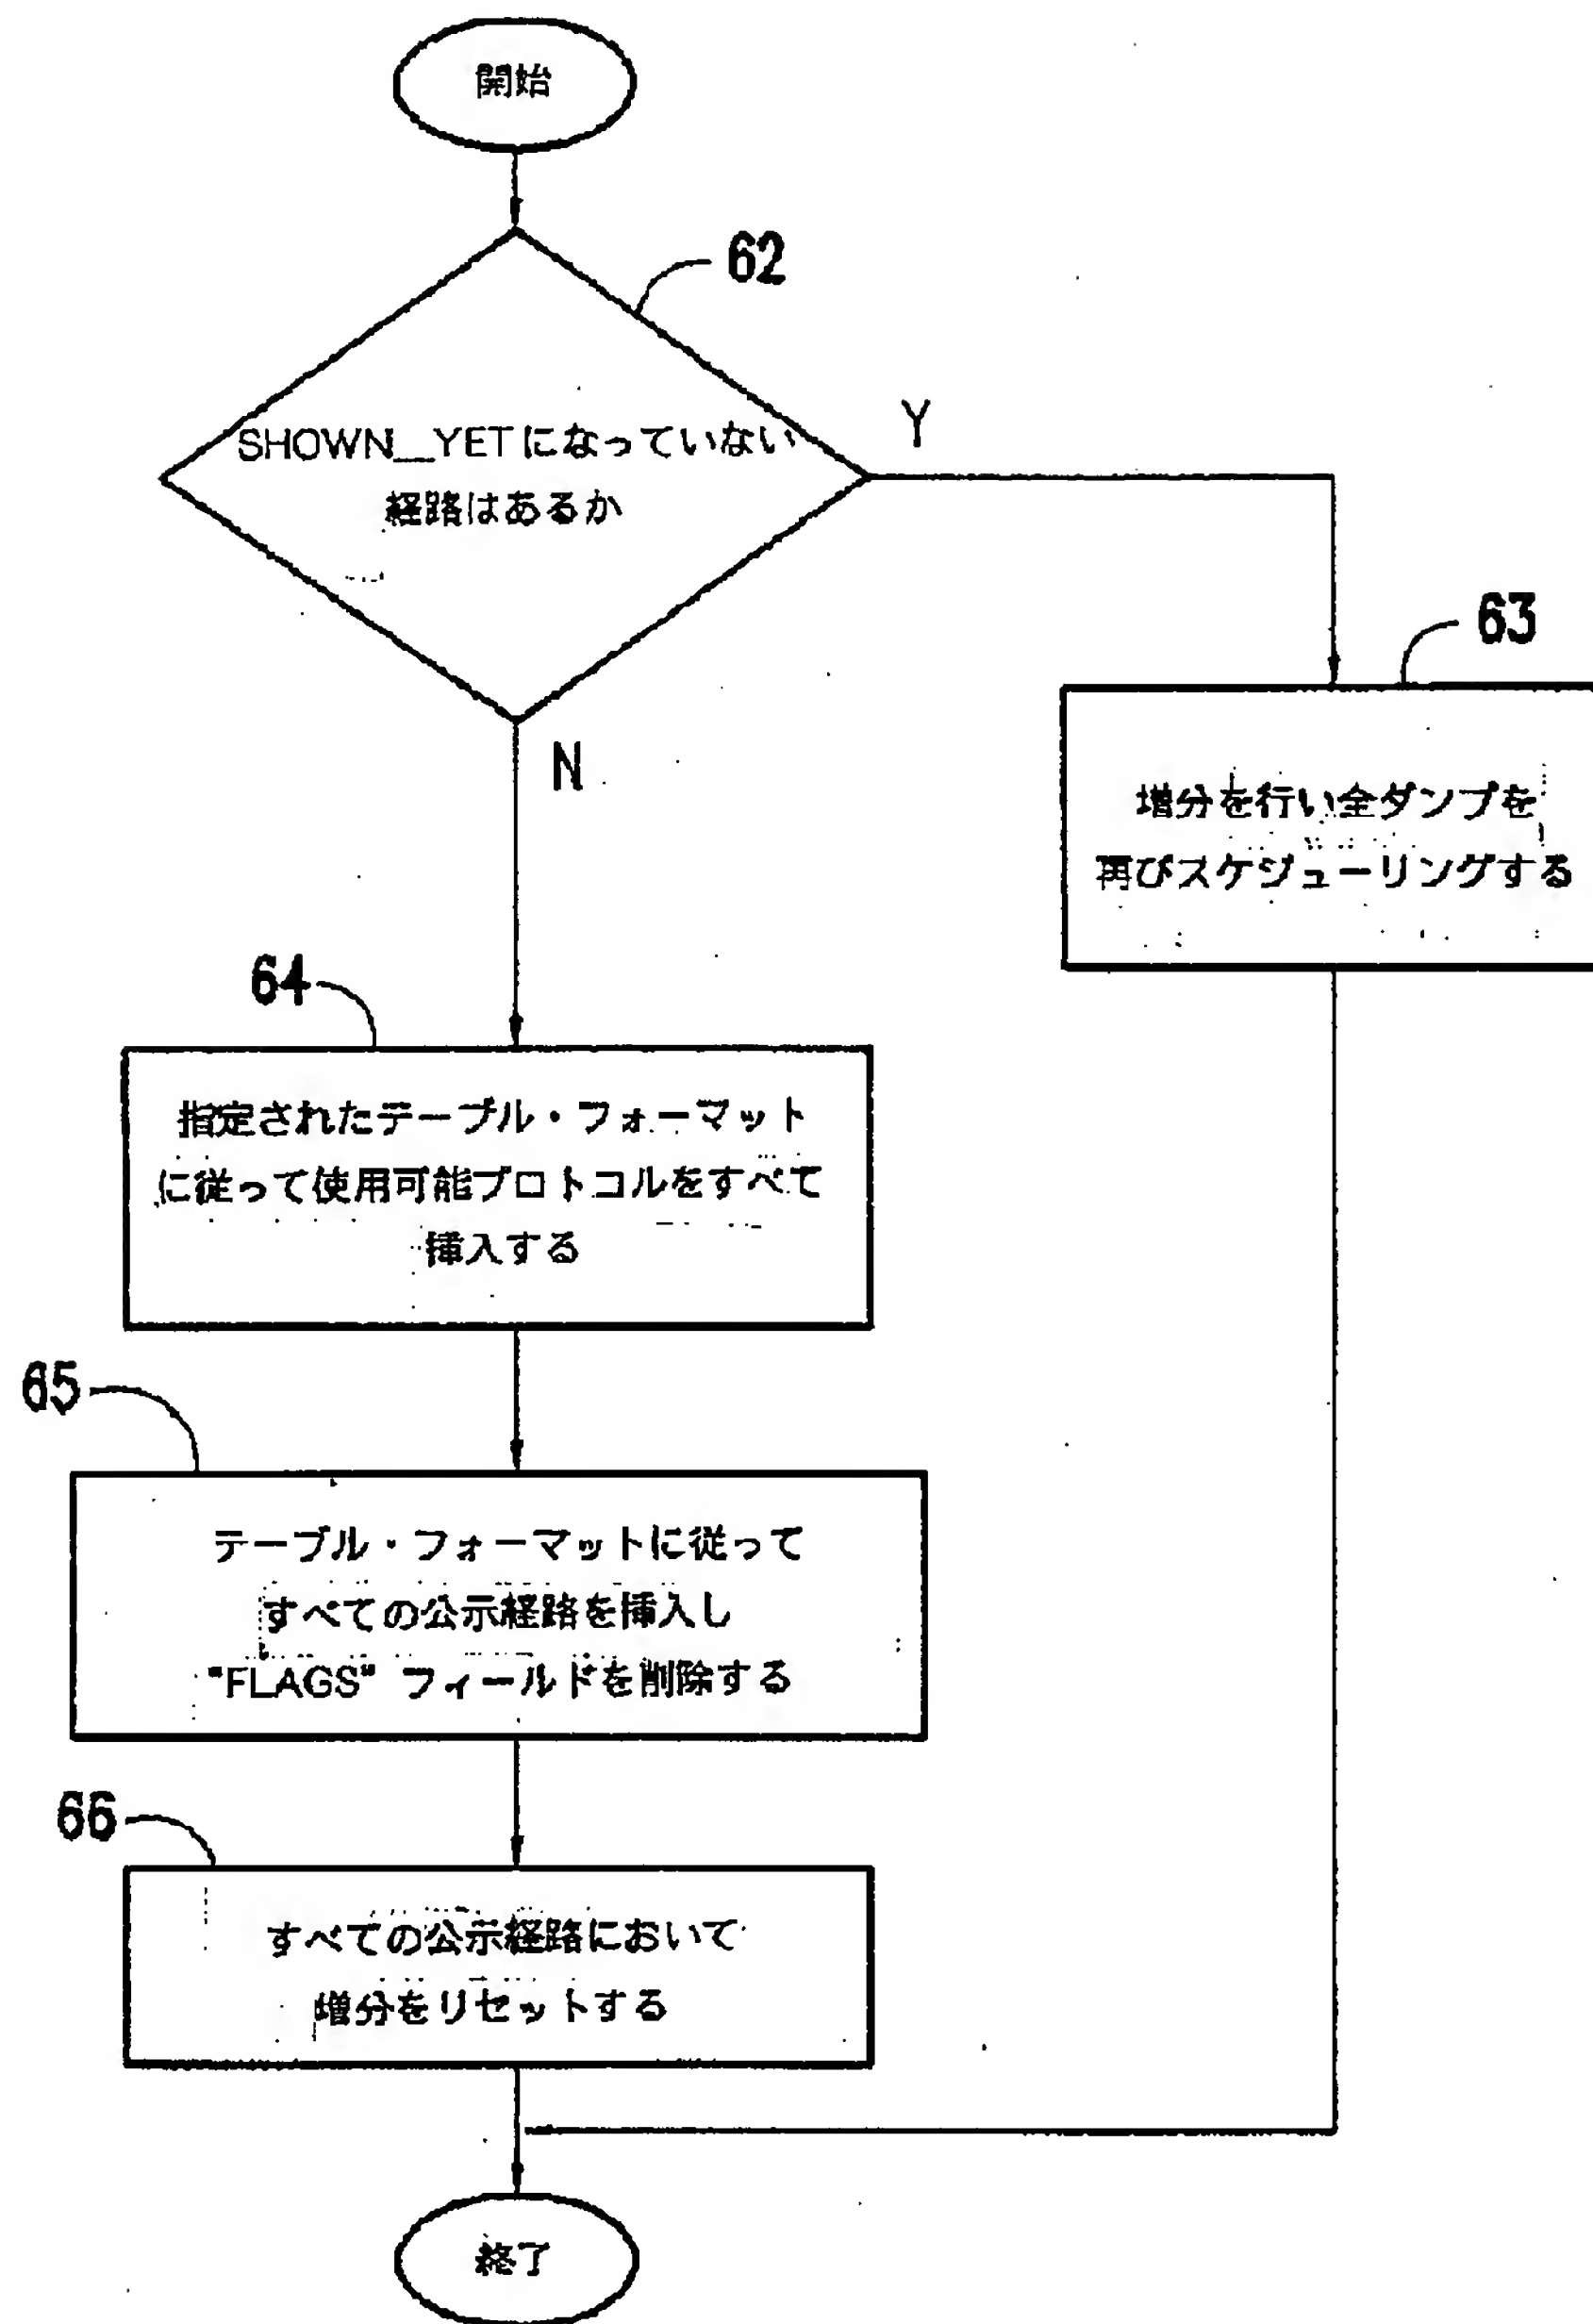 開始
62
SHOWN__YETになっていない
経路はあるか
Y
N
63
増分を行い全ダンプを
再びスケジューリングする
64
指定されたテーブル・フォーマット
に従って使用可能プロトコルをすべて
挿入する
65
テーブル・フォーマットに従って
すべての公示経路を挿入し
"FLAGS" フィールドを削除する
66
すべての公示経路において
増分をリセットする
終了